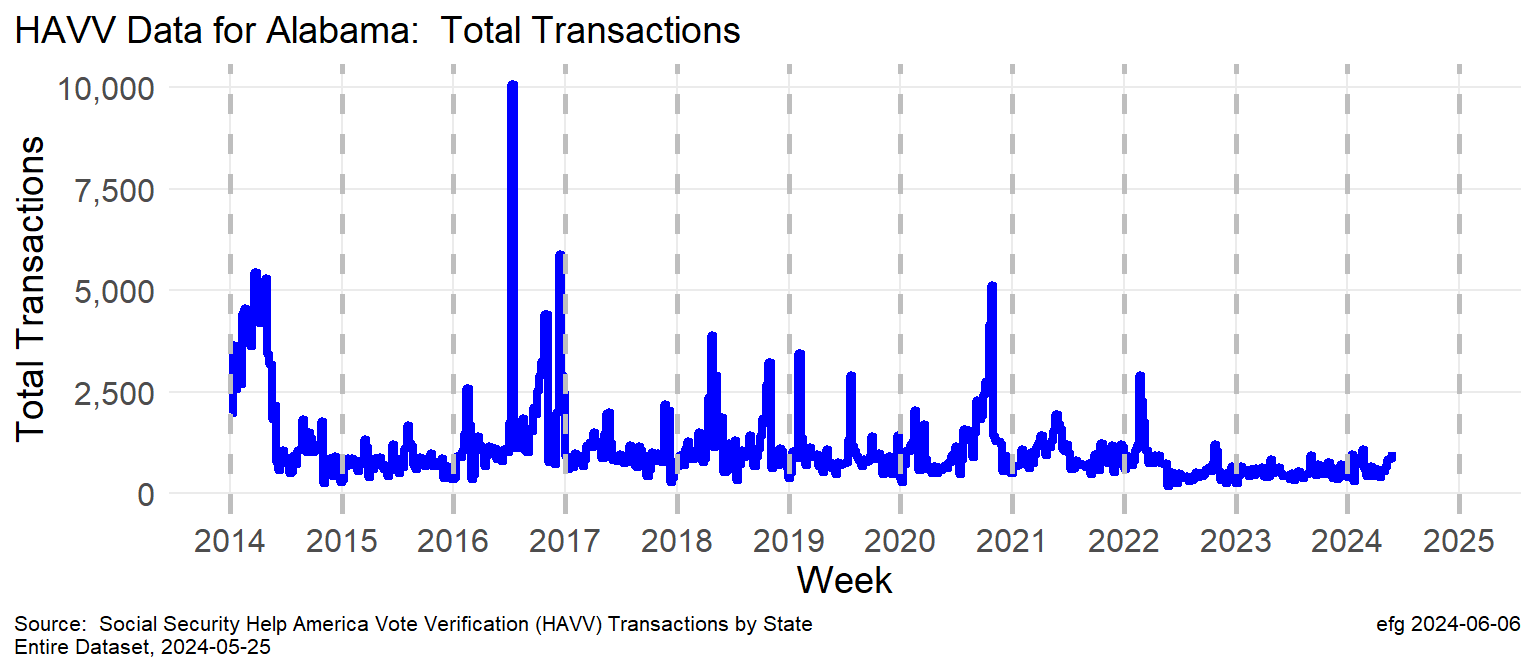 HAVV Data for Alabama:  Total Transactions
10,000
7,500
5,000
2,500
0
Total Transactions
2014 2015 2016 2017 2018 2019 2020 2021 2022 2023 2024 2025
Week
Source:  Social Security Help America Vote Verification (HAVV) Transactions by State
Entire Dataset, 2024-05-25
efg 2024-06-06